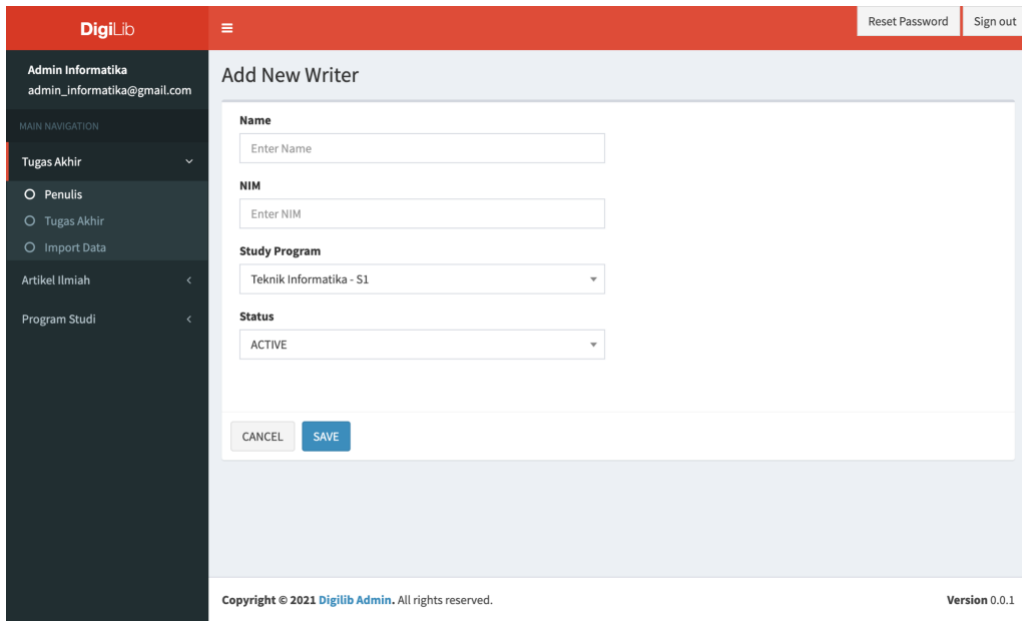 DigiLib
Reset Password
Sign out
Admin Informatika
admin_informatika@gmail.com
MAIN NAVIGATION
Tugas Akhir
Penulis
Tugas Akhir
Import Data
Artikel Ilmiah
Program Studi
Add New Writer
Name
Enter Name
NIM
Enter NIM
Study Program
Teknik Informatika - S1
Status
ACTIVE
CANCEL
SAVE
Copyright © 2021 Digilib Admin. All rights reserved.
Version 0.0.1